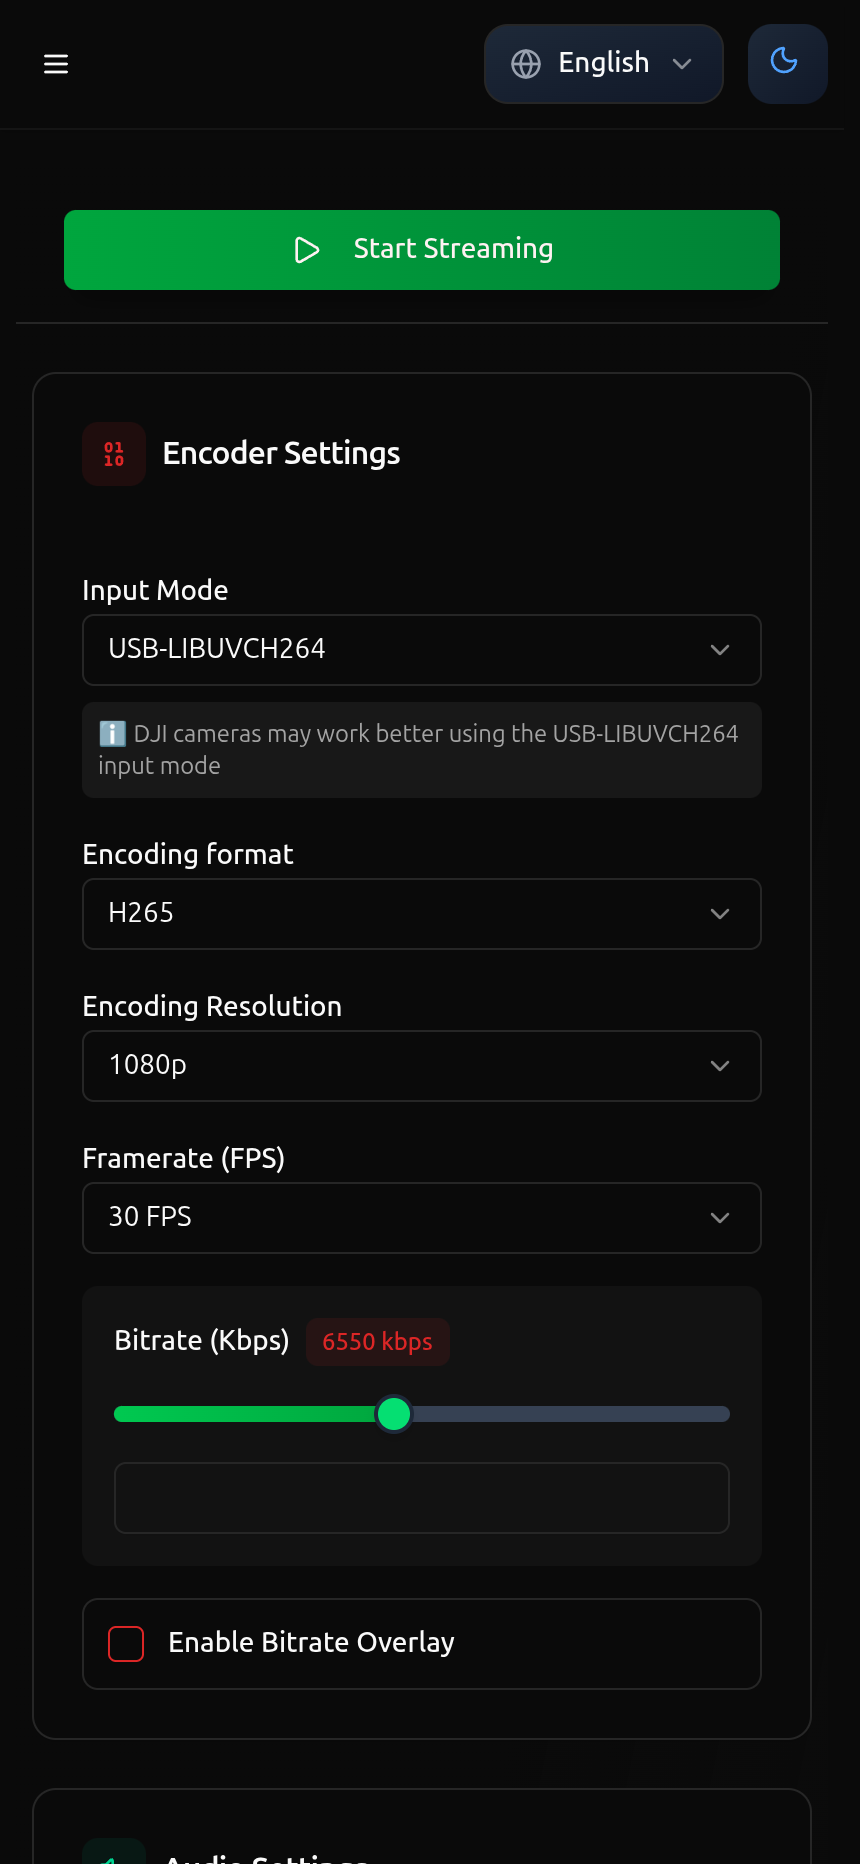 English
Start Streaming
01
10
Encoder Settings
Input Mode
USB-LIBUVCH264
ℹ️ DJI cameras may work better using the USB-LIBUVCH264
input mode
Encoding format
H265
Encoding Resolution
1080p
Framerate (FPS)
30 FPS
Bitrate (Kbps) 6550 kbps
Enable Bitrate Overlay
Audio Settings